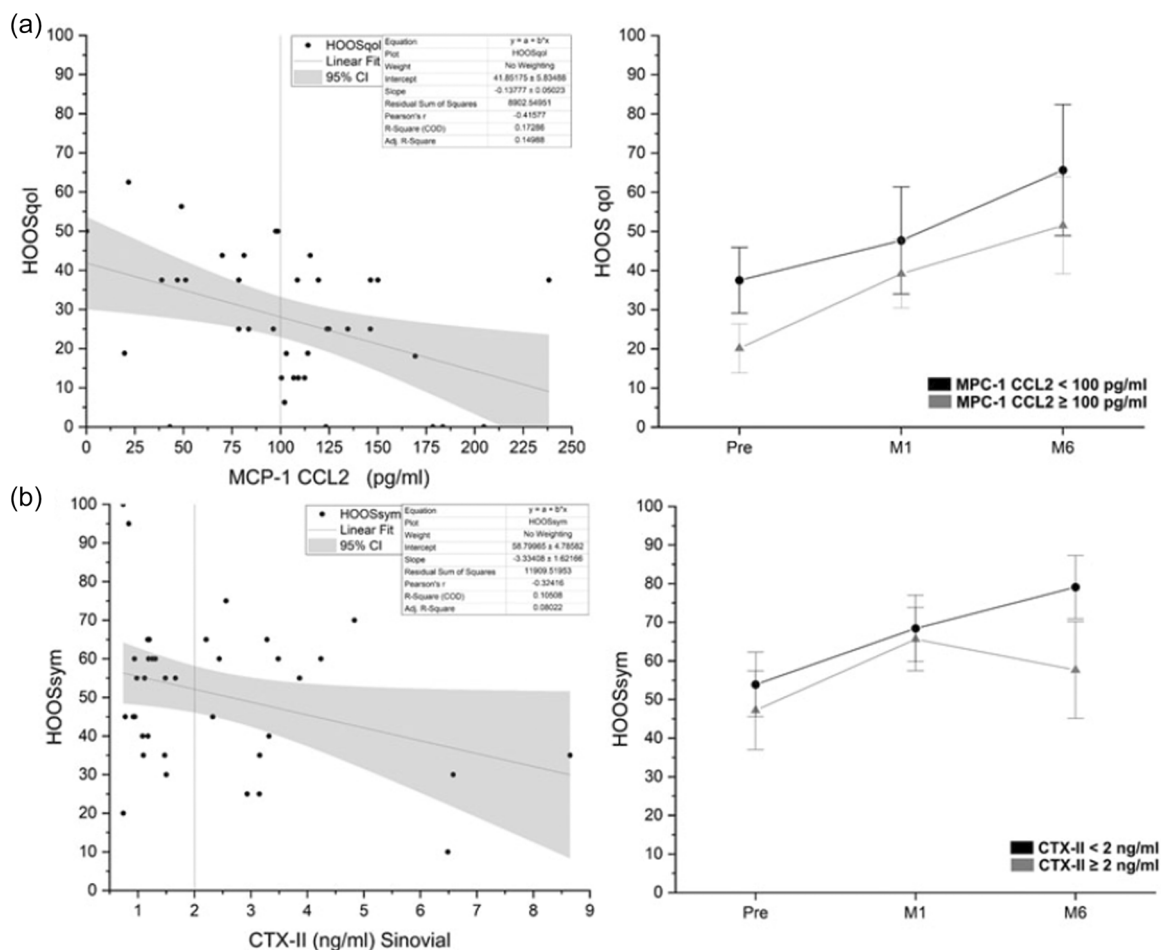 (a)
100
90
80
70
60
50
40
30
20
10
0
HOOSqol
HOOSqol
Linear Fit
95% CI
Equation y = a + b*x
Plot HOOSqol
Weight No Weighting
Intercept 41.85175 ± 5.83488
Slope -0.13777 ± 0.05023
Residual Sum of Squares 8902.54951
Pearson's r -0.41577
R-Square (COD) 0.17286
Adj. R-Square 0.14988
0 25 50 75 100 125 150 175 200 225 250
MCP-1 CCL2 (pg/ml)
100
90
80
70
60
50
40
30
20
10
0
HOOS qol
MPC-1 CCL2 < 100 pg/ml
MPC-1 CCL2 ≥ 100 pg/ml
Pre M1 M6
(b)
100
90
80
70
60
50
40
30
20
10
0
HOOSsym
HOOSsym
Linear Fit
95% CI
Equation y = a + b*x
Plot HOOSsym
Weight No Weighting
Intercept 58.79965 ± 4.78582
Slope -3.33408 ± 1.62166
Residual Sum of Squares 11909.51953
Pearson's r -0.32416
R-Square (COD) 0.10508
Adj. R-Square 0.08022
1 2 3 4 5 6 7 8 9
CTX-II (ng/ml) Sinovial
100
90
80
70
60
50
40
30
20
10
0
HOOSsym
CTX-II < 2 ng/ml
CTX-II ≥ 2 ng/ml
Pre M1 M6